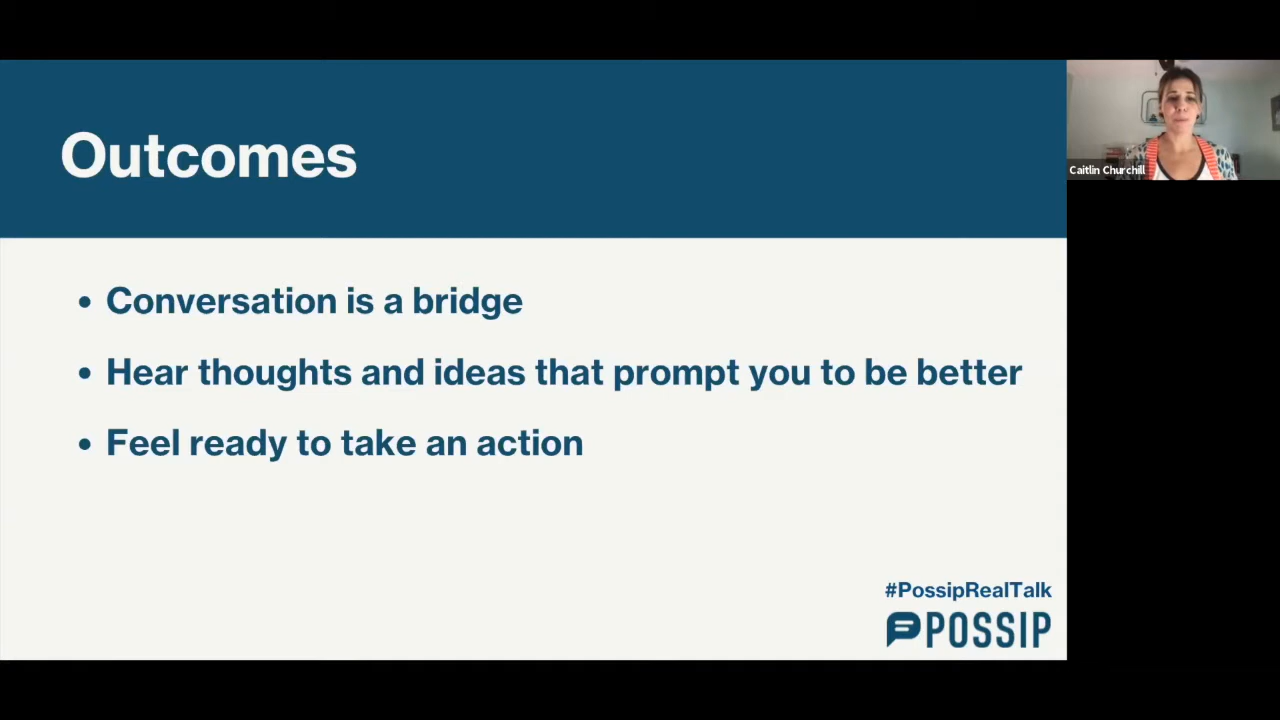 Outcomes
Caitlin Churchill
• Conversation is a bridge
• Hear thoughts and ideas that prompt you to be better
• Feel ready to take an action
#PossipRealTalk
POSSIP